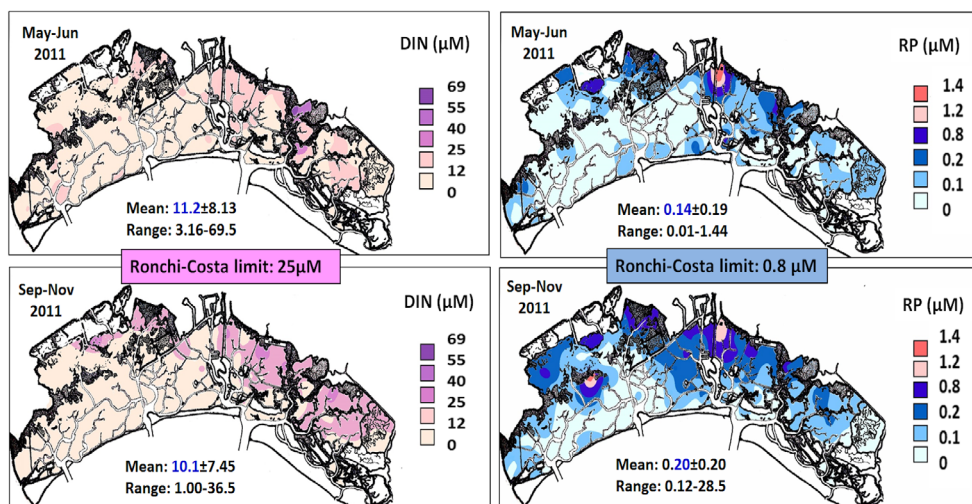 May-Jun
2011
DIN (µM)
69
55
40
25
12
0
Mean: 11.2±8.13
Range: 3.16-69.5
May-Jun
2011
RP (µM)
1.4
1.2
0.8
0.2
0.1
0
Mean: 0.14±0.19
Range: 0.01-1.44
Ronchi-Costa limit: 25µM
Ronchi-Costa limit: 0.8 µM
Sep-Nov
2011
DIN (µM)
69
55
40
25
12
0
Mean: 10.1±7.45
Range: 1.00-36.5
Sep-Nov
2011
RP (µM)
1.4
1.2
0.8
0.2
0.1
0
Mean: 0.20±0.20
Range: 0.12-28.5